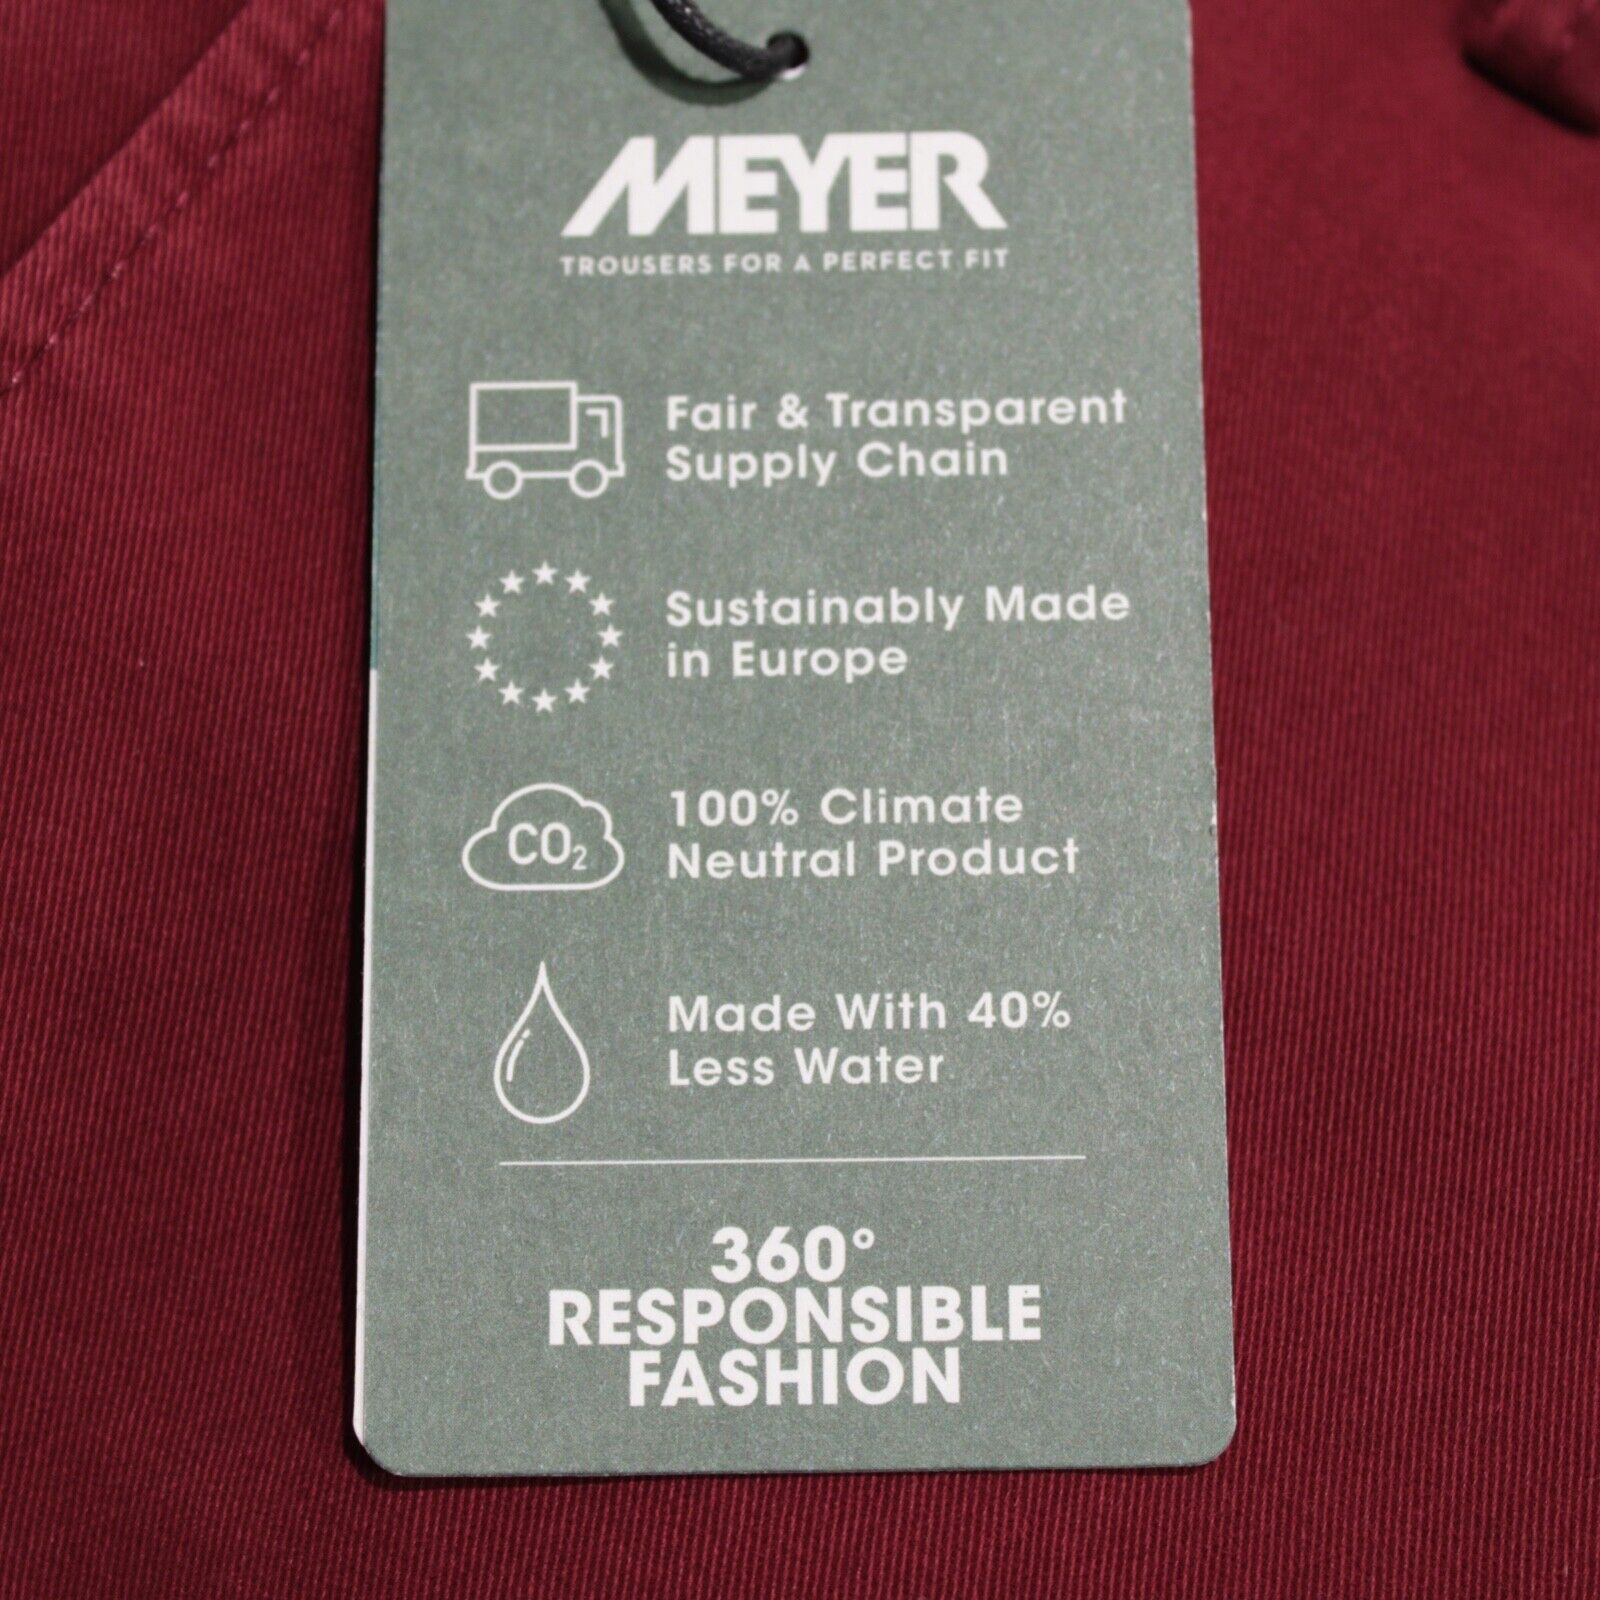 MEYER
TROUSERS FOR A PERFECT FIT
Fair & Transparent
Supply Chain
Sustainably Made
in Europe
CO₂
100% Climate
Neutral Product
Made With 40%
Less Water
360°
RESPONSIBLE
FASHION